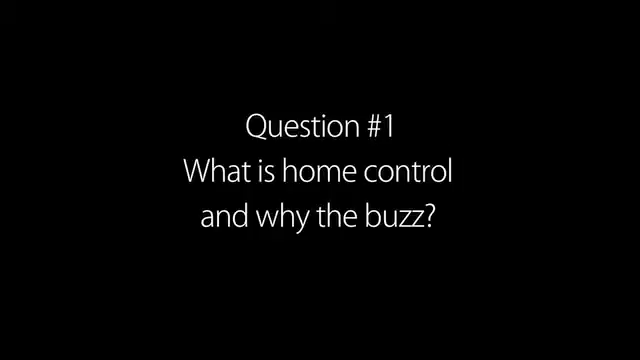 Question #1
What is home control
and why the buzz?